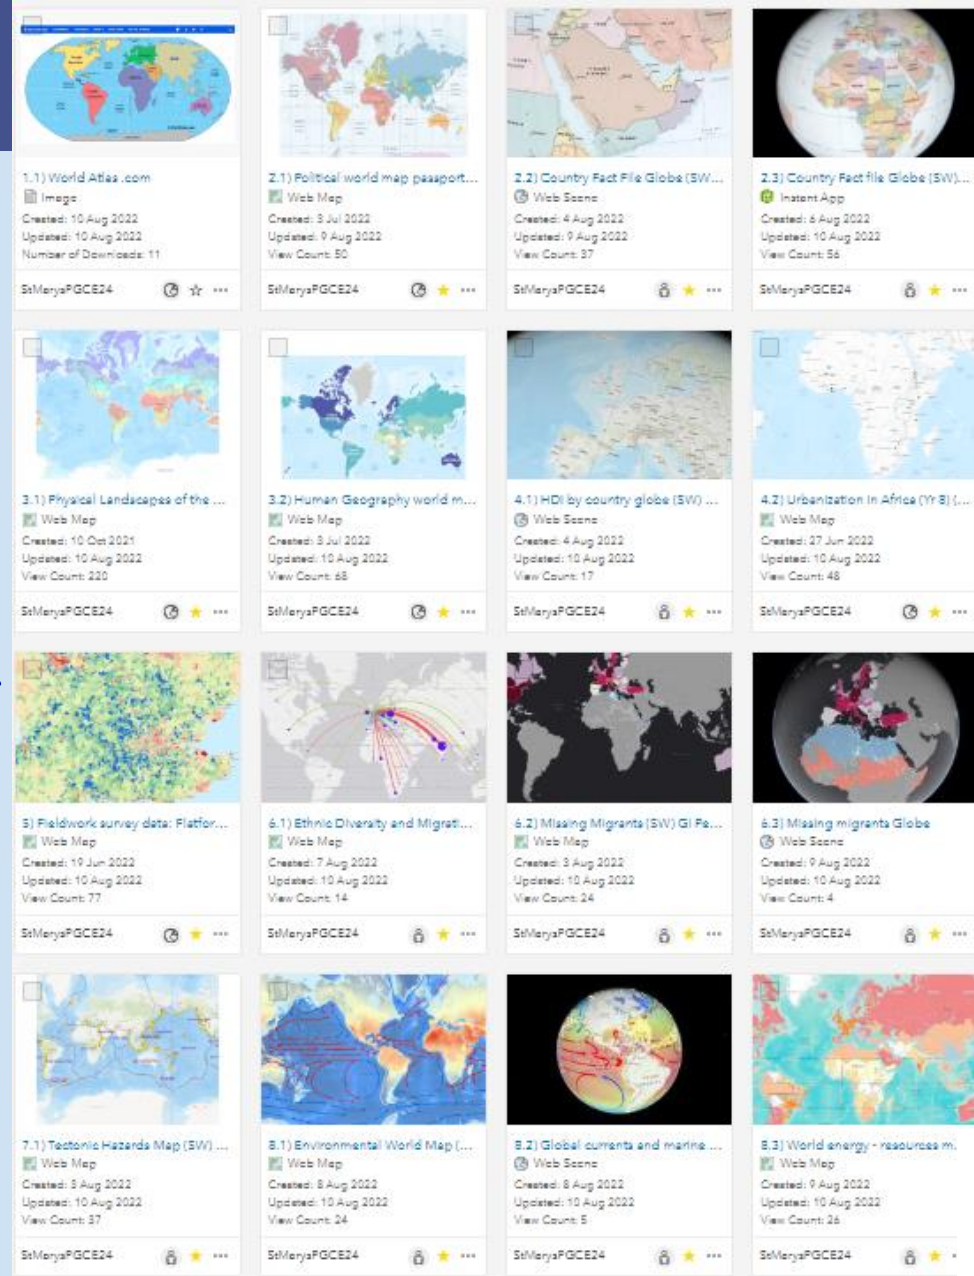 1.1) World Atlas .com
Image
Created: 10 Aug 2022
Updated: 10 Aug 2022
Number of Downloads: 11
StMarysPGCE24
2.1) Political world map passport...
Web Map
Created: 3 Jul 2022
Updated: 9 Aug 2022
View Count: 50
StMarysPGCE24
2.2) Country Fact File Globe (SW...
Web Scene
Created: 4 Aug 2022
Updated: 9 Aug 2022
View Count: 37
StMarysPGCE24
2.3) Country Fact file Globe (SW)...
Instant App
Created: 6 Aug 2022
Updated: 10 Aug 2022
View Count: 56
StMarysPGCE24
3.1) Physical Landscapes of the ...
Web Map
Created: 10 Oct 2021
Updated: 10 Aug 2022
View Count: 220
StMarysPGCE24
3.2) Human Geography world m...
Web Map
Created: 3 Jul 2022
Updated: 10 Aug 2022
View Count: 68
StMarysPGCE24
4.1) HDI by country globe (SW) ...
Web Scene
Created: 4 Aug 2022
Updated: 10 Aug 2022
View Count: 17
StMarysPGCE24
4.2) Urbanization in Africa (Yr 8) (...
Web Map
Created: 27 Jun 2022
Updated: 10 Aug 2022
View Count: 48
StMarysPGCE24
5) Fieldwork survey data: Flatfor...
Web Map
Created: 19 Jun 2022
Updated: 10 Aug 2022
View Count: 77
StMarysPGCE24
6.1) Ethnic Diversity and Migrati...
Web Map
Created: 7 Aug 2022
Updated: 10 Aug 2022
View Count: 14
StMarysPGCE24
6.2) Missing Migrants (SW) GI Pe...
Web Map
Created: 3 Aug 2022
Updated: 10 Aug 2022
View Count: 24
StMarysPGCE24
6.3) Missing migrants Globe
Web Scene
Created: 9 Aug 2022
Updated: 10 Aug 2022
View Count: 4
StMarysPGCE24
7.1) Tectonic Hazards Map (SW) ...
Web Map
Created: 3 Aug 2022
Updated: 10 Aug 2022
View Count: 37
StMarysPGCE24
8.1) Environmental World Map (...
Web Map
Created: 8 Aug 2022
Updated: 10 Aug 2022
View Count: 24
StMarysPGCE24
8.2) Global currents and marine ...
Web Scene
Created: 8 Aug 2022
Updated: 10 Aug 2022
View Count: 5
StMarysPGCE24
8.3) World energy - resources m.
Web Map
Created: 9 Aug 2022
Updated: 10 Aug 2022
View Count: 26
StMarysPGCE24